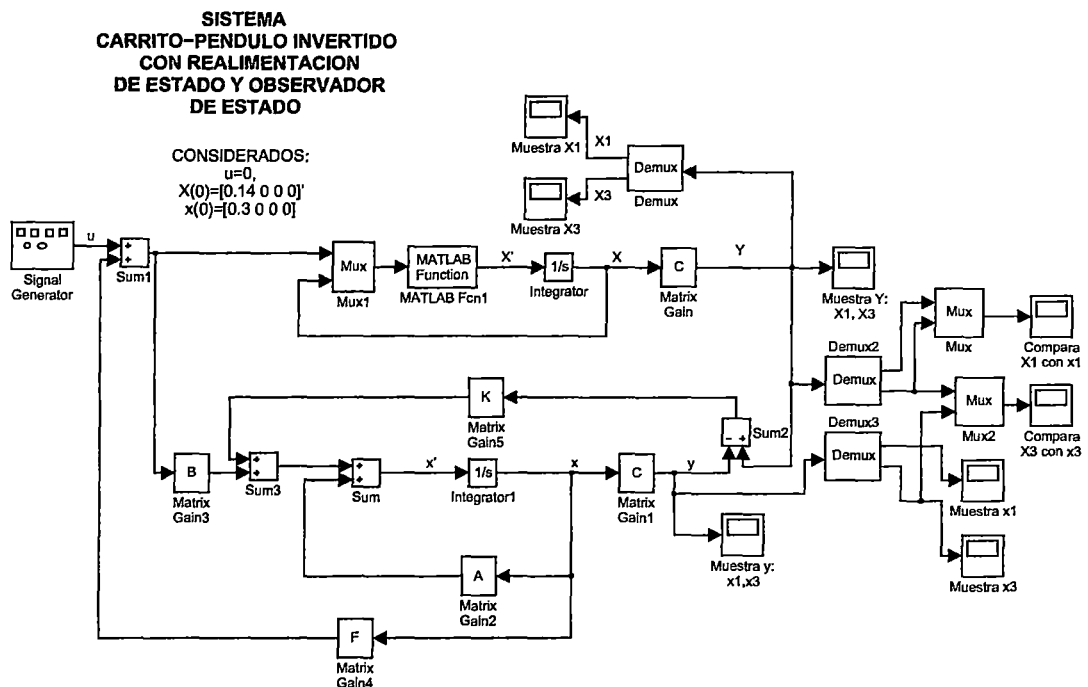 SISTEMA
CARRITO-PENDULO INVERTIDO
CON REALIMENTACION
DE ESTADO Y OBSERVADOR
DE ESTADO
CONSIDERADOS:
u=0,
X(0)=[0.14 0 0 0]'
x(0)=[0.3 0 0 0]
Signal
Generator
u
+
+
Sum1
Mux
Mux1
MATLAB
Function
MATLAB Fcn1
X'
1/s
Integrator
X
C
Matrix
Gain
Y
Muestra X1
X1
Muestra X3
X3
Demux
Demux
Muestra Y:
X1, X3
Demux2
Demux
Mux
Mux
Compara
X1 con x1
Mux
Mux2
Compara
X3 con x3
Demux3
Demux
Muestra x1
Muestra x3
K
Matrix
Gain5
- +
Sum2
B
Matrix
Gain3
+
+
Sum3
+
+
Sum
x'
1/s
Integrator1
x
C
Matrix
Gain1
y
Muestra y:
x1,x3
A
Matrix
Gain2
F
Matrix
Gain4